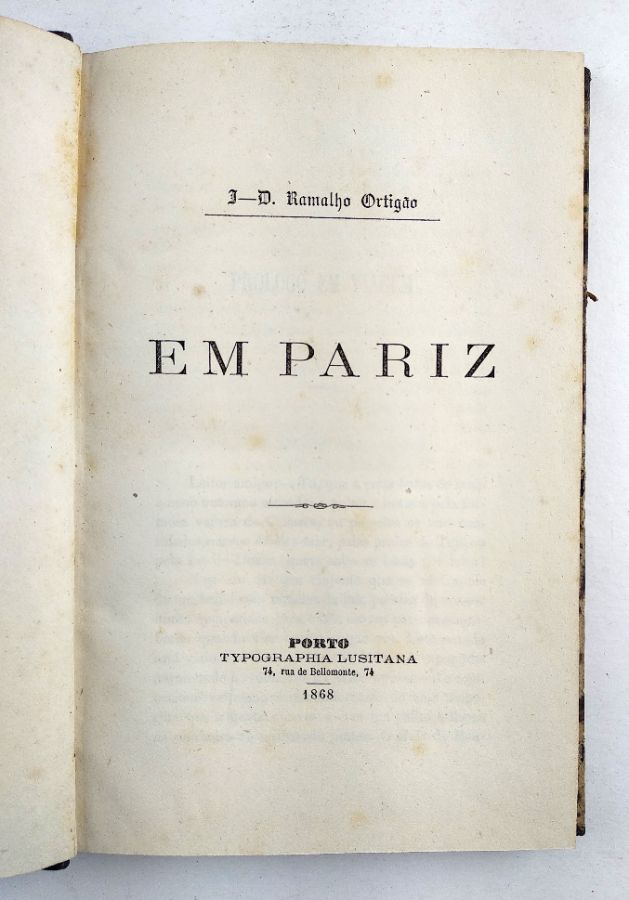 J—D. Ramalho Ortigão
EM PARIZ
PORTO
TYPOGRAPHIA LUSITANA
74, rua de Bellomonte, 74
1868